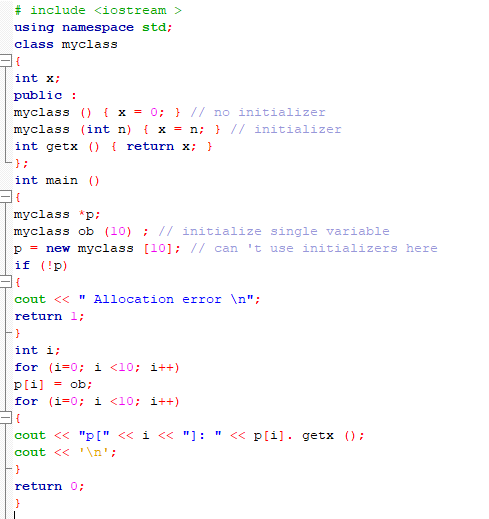 # include <iostream >
using namespace std;
class myclass
{
int x;
public :
myclass () { x = 0; } // no initializer
myclass (int n) { x = n; } // initializer
int getx () { return x; }
};
int main ()
{
myclass *p;
myclass ob (10) ; // initialize single variable
p = new myclass [10]; // can 't use initializers here
if (!p)
{
cout << " Allocation error \n";
return 1;
}
int i;
for (i=0; i <10; i++)
p[i] = ob;
for (i=0; i <10; i++)
{
cout << "p[" << i << "]: " << p[i]. getx ();
cout << '\n';
}
return 0;
}